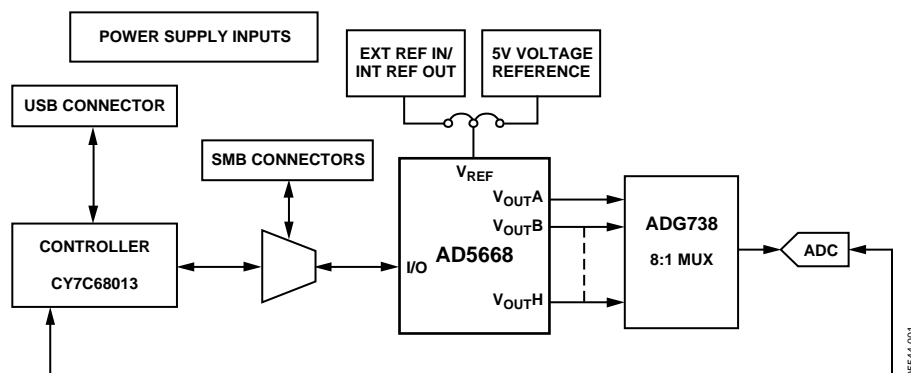 POWER SUPPLY INPUTS
EXT REF IN/
INT REF OUT
5V VOLTAGE
REFERENCE
USB CONNECTOR
SMB CONNECTORS
VREF
VOUTA
VOUTB
VOUTH
I/O
AD5668
CONTROLLER
CY7C68013
ADG738
8:1 MUX
ADC